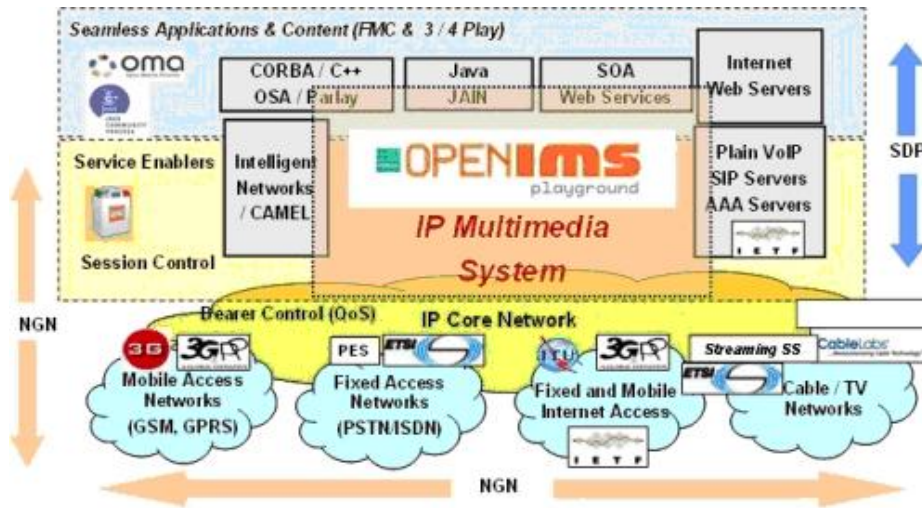 Seamless Applications & Content (FMC & 3 / 4 Play)
oma
CORBA / C++
OSA / Parlay
Java
JAIN
SOA
Web Services
Internet
Web Servers
SDP
Service Enablers
Session Control
Intelligent
Networks
/ CAMEL
OPENIMS
playground
IP Multimedia
System
Plain VoIP
SIP Servers
AAA Servers
I E T F
NGN
Bearer Control (QoS)
IP Core Network
3G
3GPP
PES
ETSI
ITU
3GPP
Streaming SS
CableLabs
ETSI
Mobile Access
Networks
(GSM, GPRS)
Fixed Access
Networks
(PSTN/ISDN)
Fixed and Mobile
Internet Access
I E T F
Cable / TV
Networks
NGN